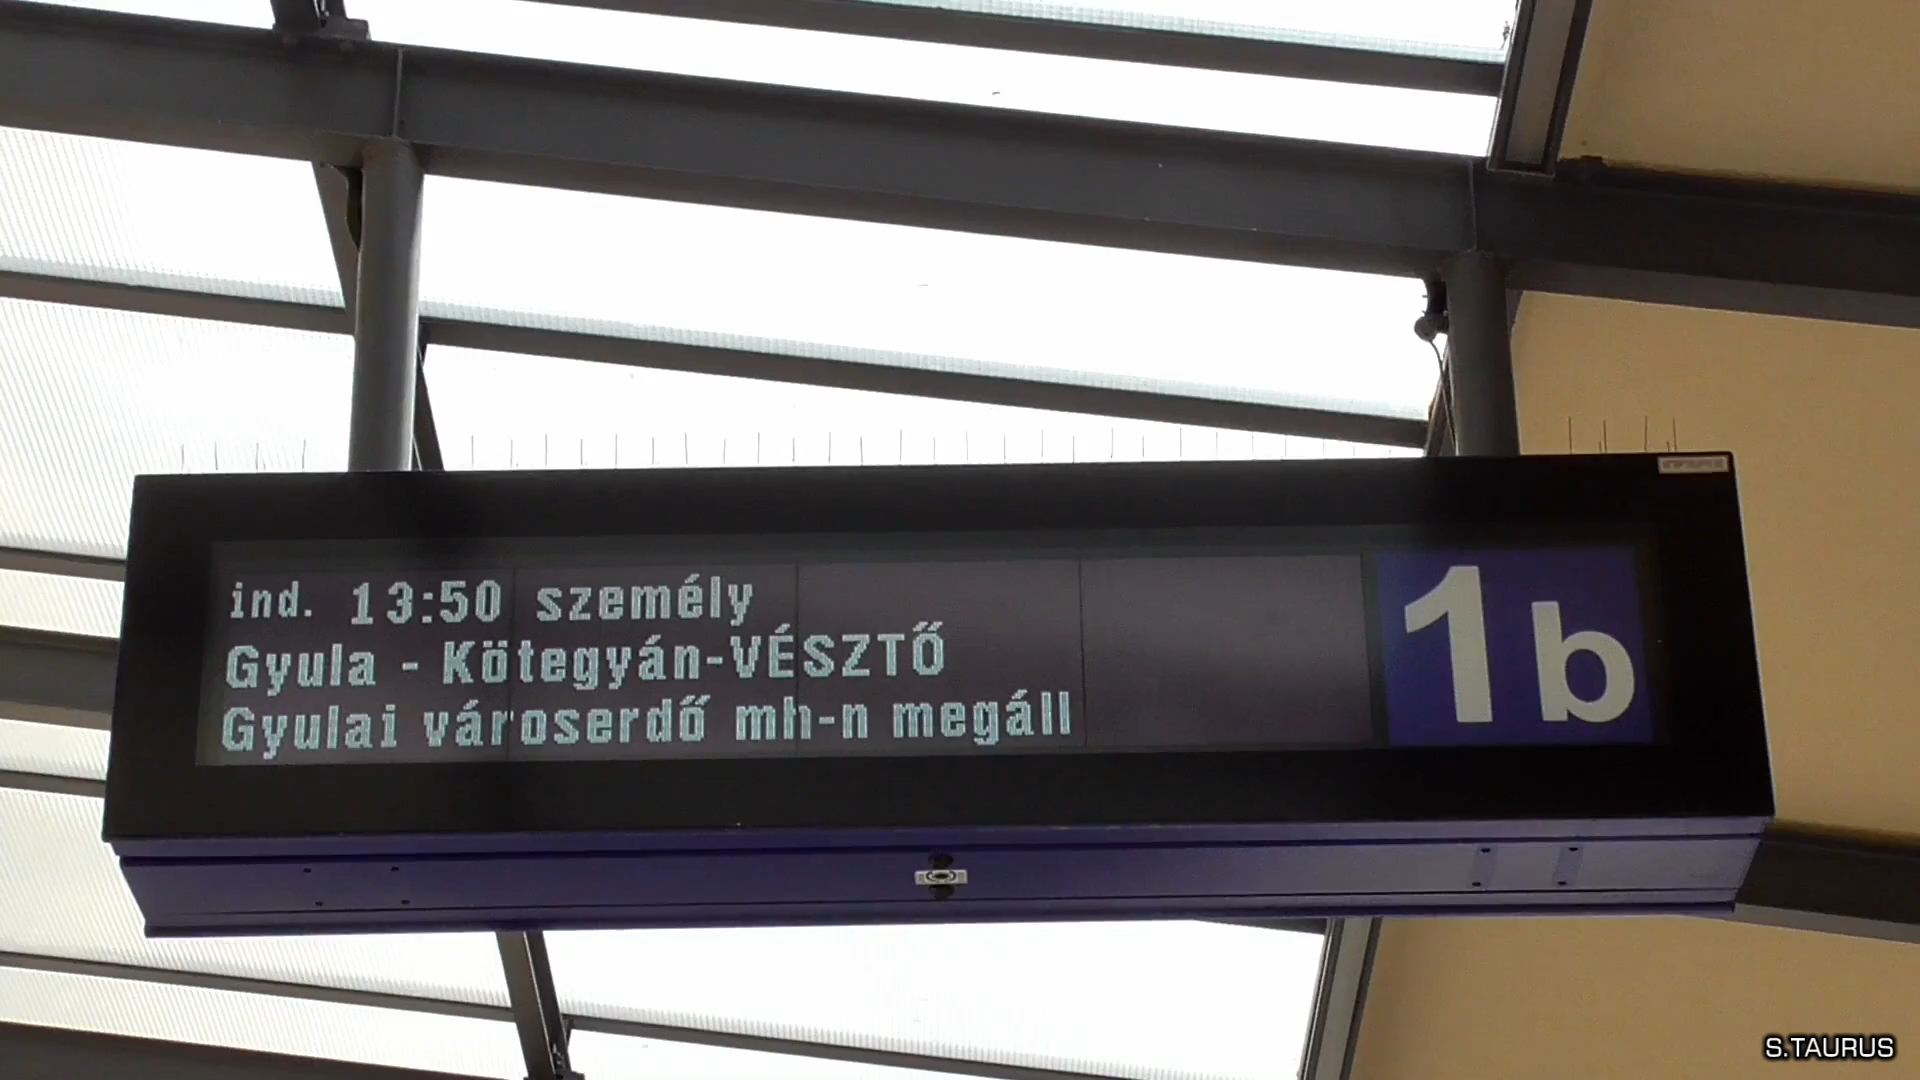 ind. 13:50 személy
Gyula - Kötegyán-VÉSZTŐ
Gyulai városerdő mh-n megáll
1b
S.TAURUS